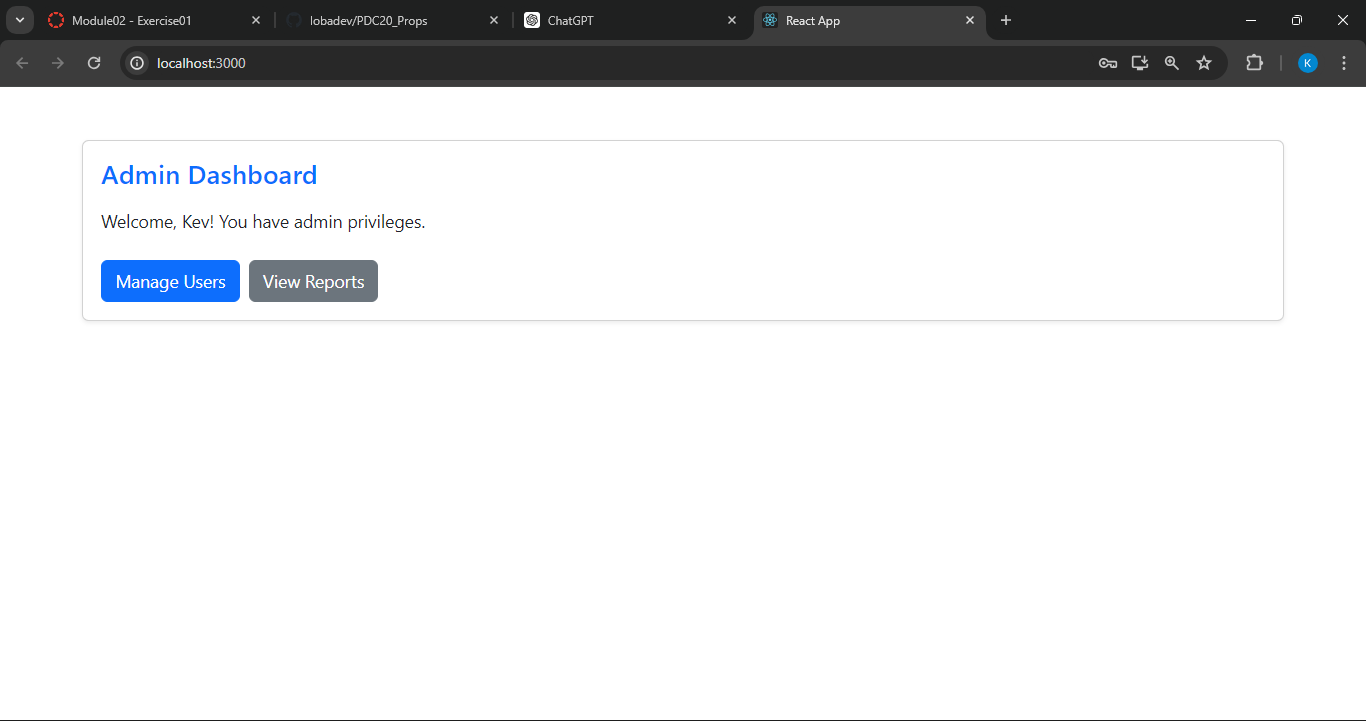 Module02 - Exercise01
lobadev/PDC20_Props
ChatGPT
React App
localhost:3000
K
Admin Dashboard
Welcome, Kev! You have admin privileges.
Manage Users
View Reports